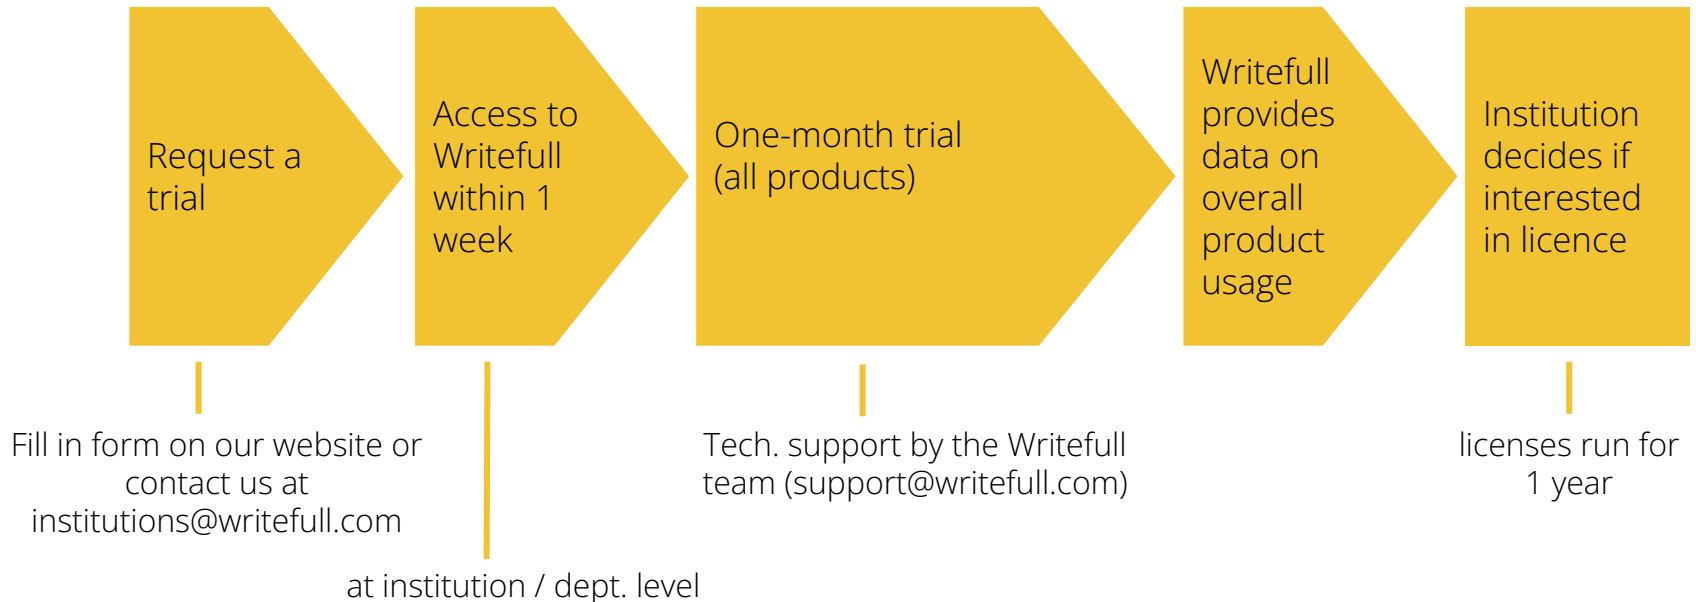 Request a
trial
Access to
Writefull
within 1
week
One-month trial
(all products)
Writefull
provides
data on
overall
product
usage
Institution
decides if
interested
in licence
Fill in form on our website or
contact us at
institutions@writefull.com
at institution / dept. level
Tech. support by the Writefull
team (support@writefull.com)
licenses run for
1 year